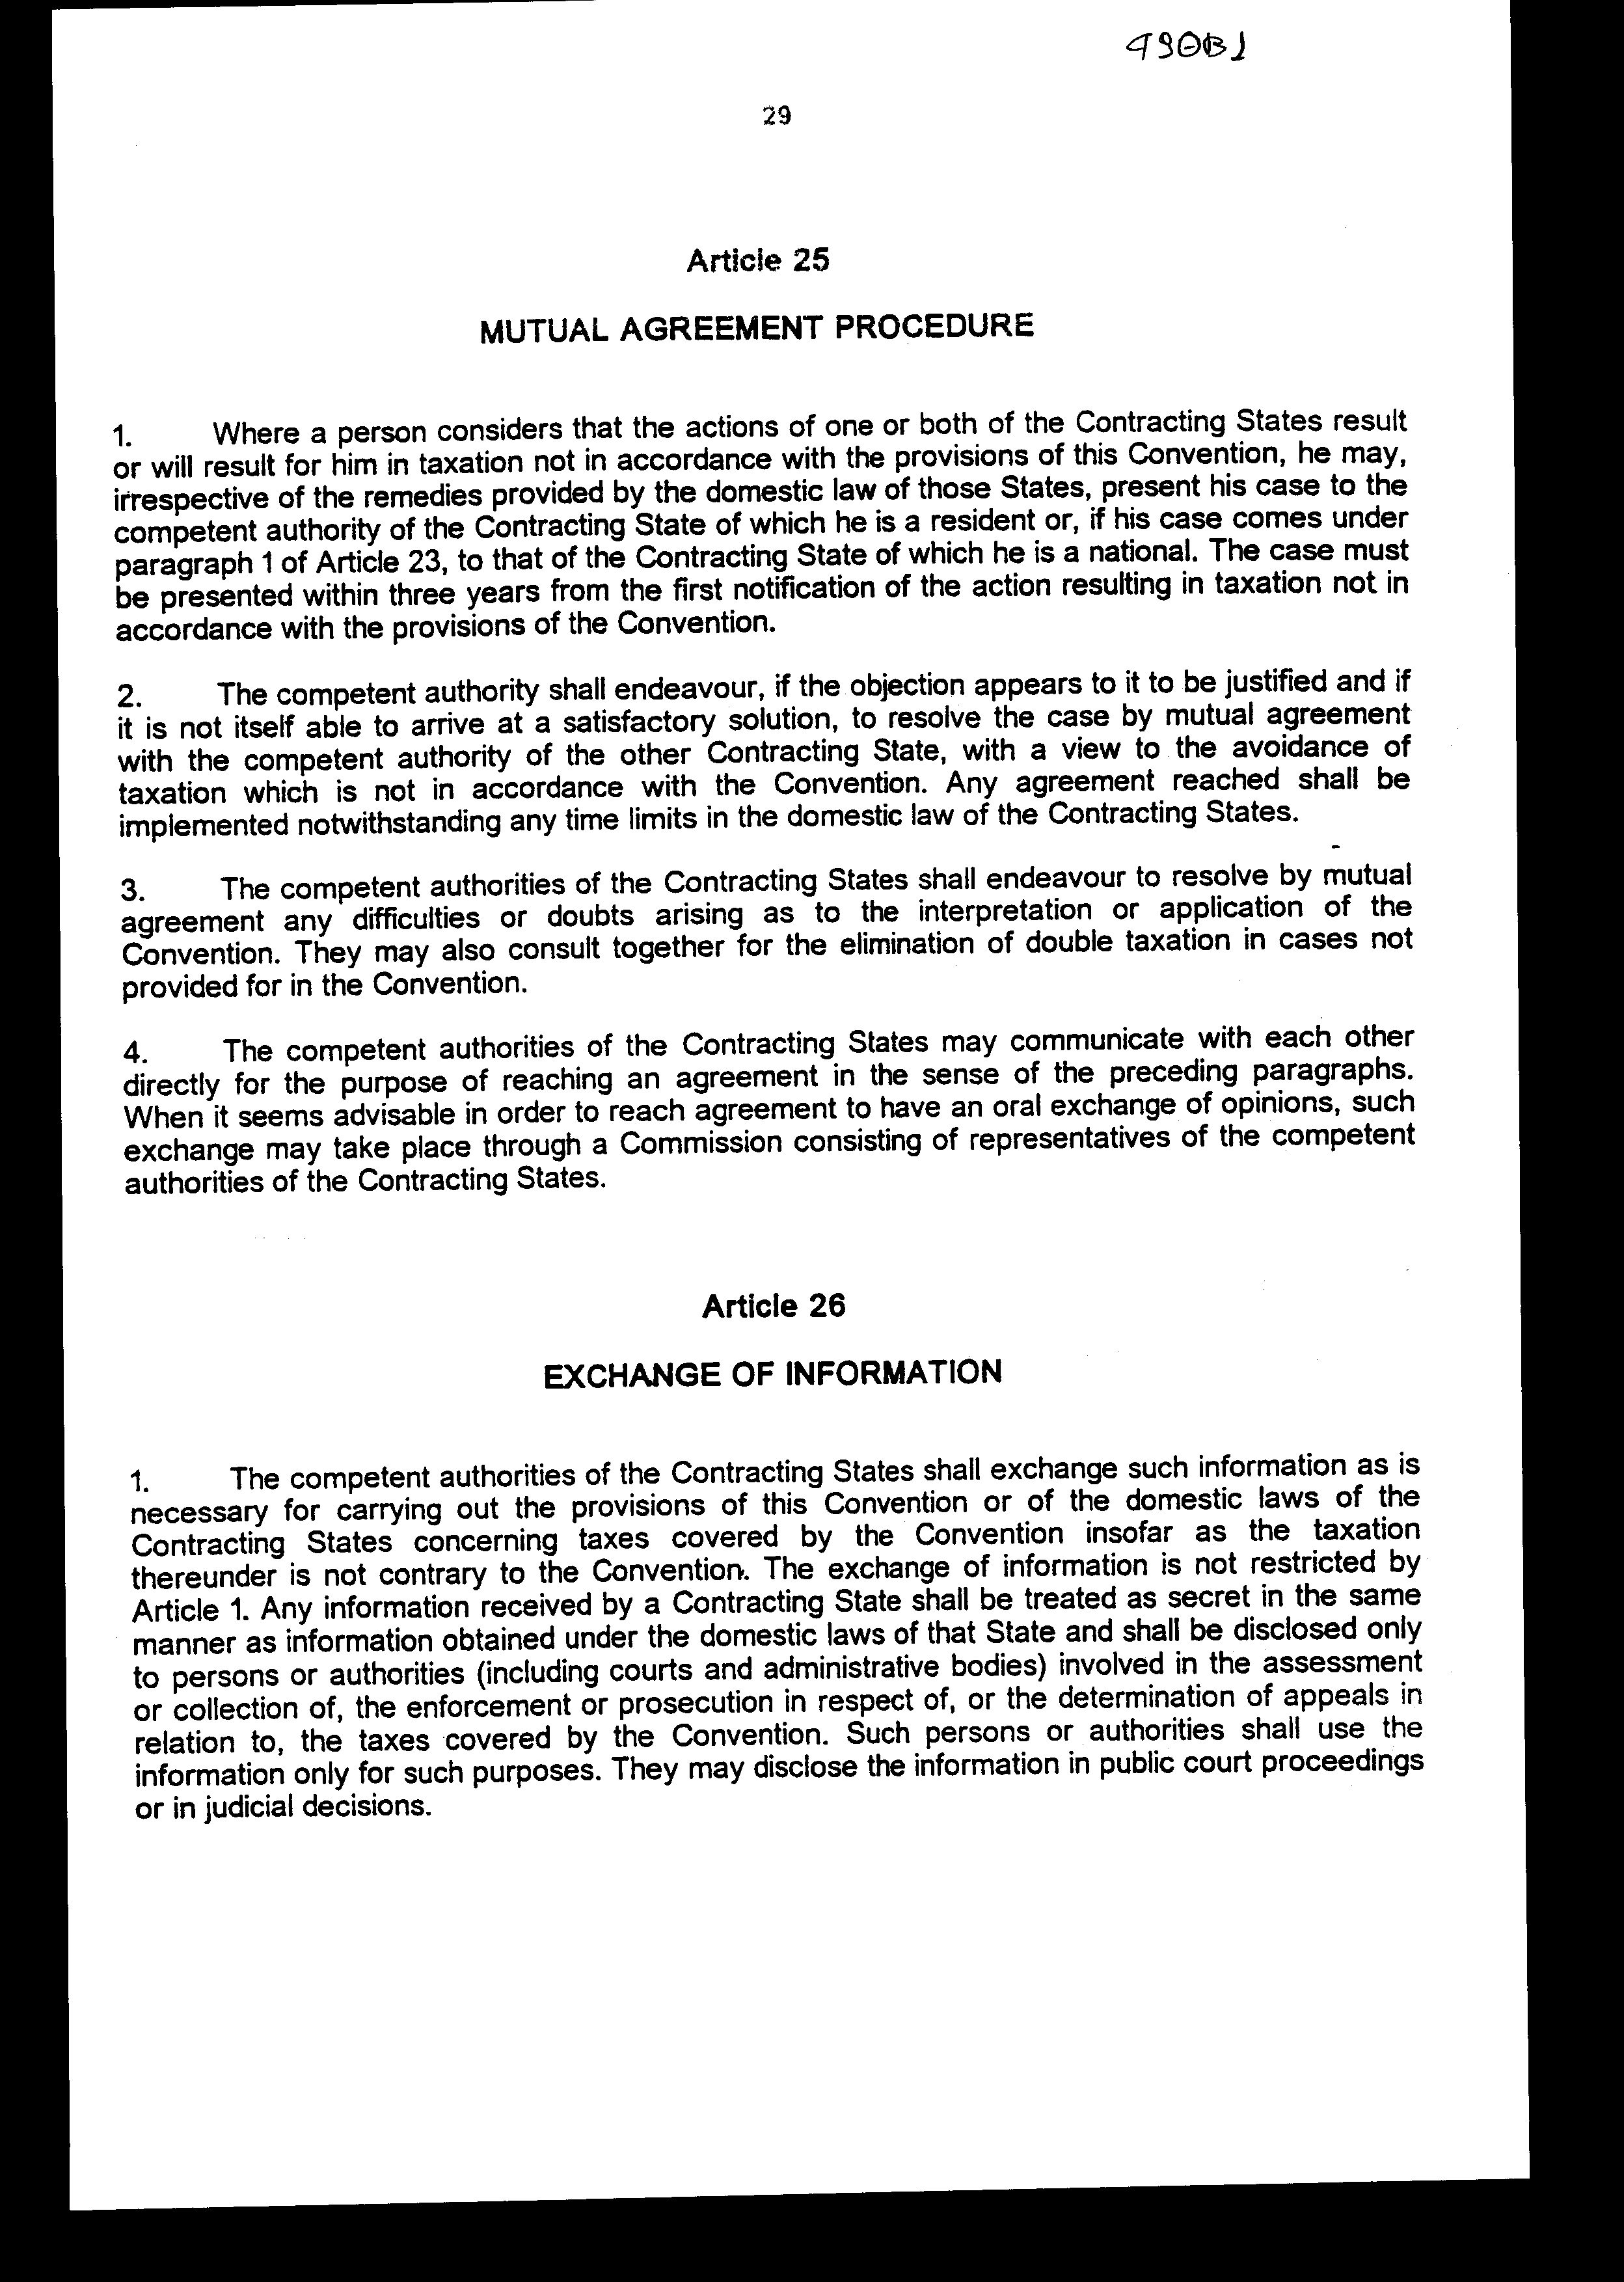 29
Article 25
MUTUAL AGREEMENT PROCEDURE
1. Where a person considers that the actions of one or both of the Contracting States result
or will result for him in taxation not in accordance with the provisions of this Convention, he may,
irrespective of the remedies provided by the domestic law of those States, present his case to the
competent authority of the Contracting State of which he is a resident or, if his case comes under
paragraph 1 of Article 23, to that of the Contracting State of which he is a national. The case must
be presented within three years from the first notification of the action resulting in taxation not in
accordance with the provisions of the Convention.
2. The competent authority shall endeavour, if the objection appears to it to be justified and if
it is not itself able to arrive at a satisfactory solution, to resolve the case by mutual agreement
with the competent authority of the other Contracting State, with a view to the avoidance of
taxation which is not in accordance with the Convention. Any agreement reached shall be
implemented notwithstanding any time limits in the domestic law of the Contracting States.
3. The competent authorities of the Contracting States shall endeavour to resolve by mutual
agreement any difficulties or doubts arising as to the interpretation or application of the
Convention. They may also consult together for the elimination of double taxation in cases not
provided for in the Convention.
4. The competent authorities of the Contracting States may communicate with each other
directly for the purpose of reaching an agreement in the sense of the preceding paragraphs.
When it seems advisable in order to reach agreement to have an oral exchange of opinions, such
exchange may take place through a Commission consisting of representatives of the competent
authorities of the Contracting States.
Article 26
EXCHANGE OF INFORMATION
1. The competent authorities of the Contracting States shall exchange such information as is
necessary for carrying out the provisions of this Convention or of the domestic laws of the
Contracting States concerning taxes covered by the Convention insofar as the taxation
thereunder is not contrary to the Convention. The exchange of information is not restricted by
Article 1. Any information received by a Contracting State shall be treated as secret in the same
manner as information obtained under the domestic laws of that State and shall be disclosed only
to persons or authorities (including courts and administrative bodies) involved in the assessment
or collection of, the enforcement or prosecution in respect of, or the determination of appeals in
relation to, the taxes covered by the Convention. Such persons or authorities shall use the
information only for such purposes. They may disclose the information in public court proceedings
or in judicial decisions.